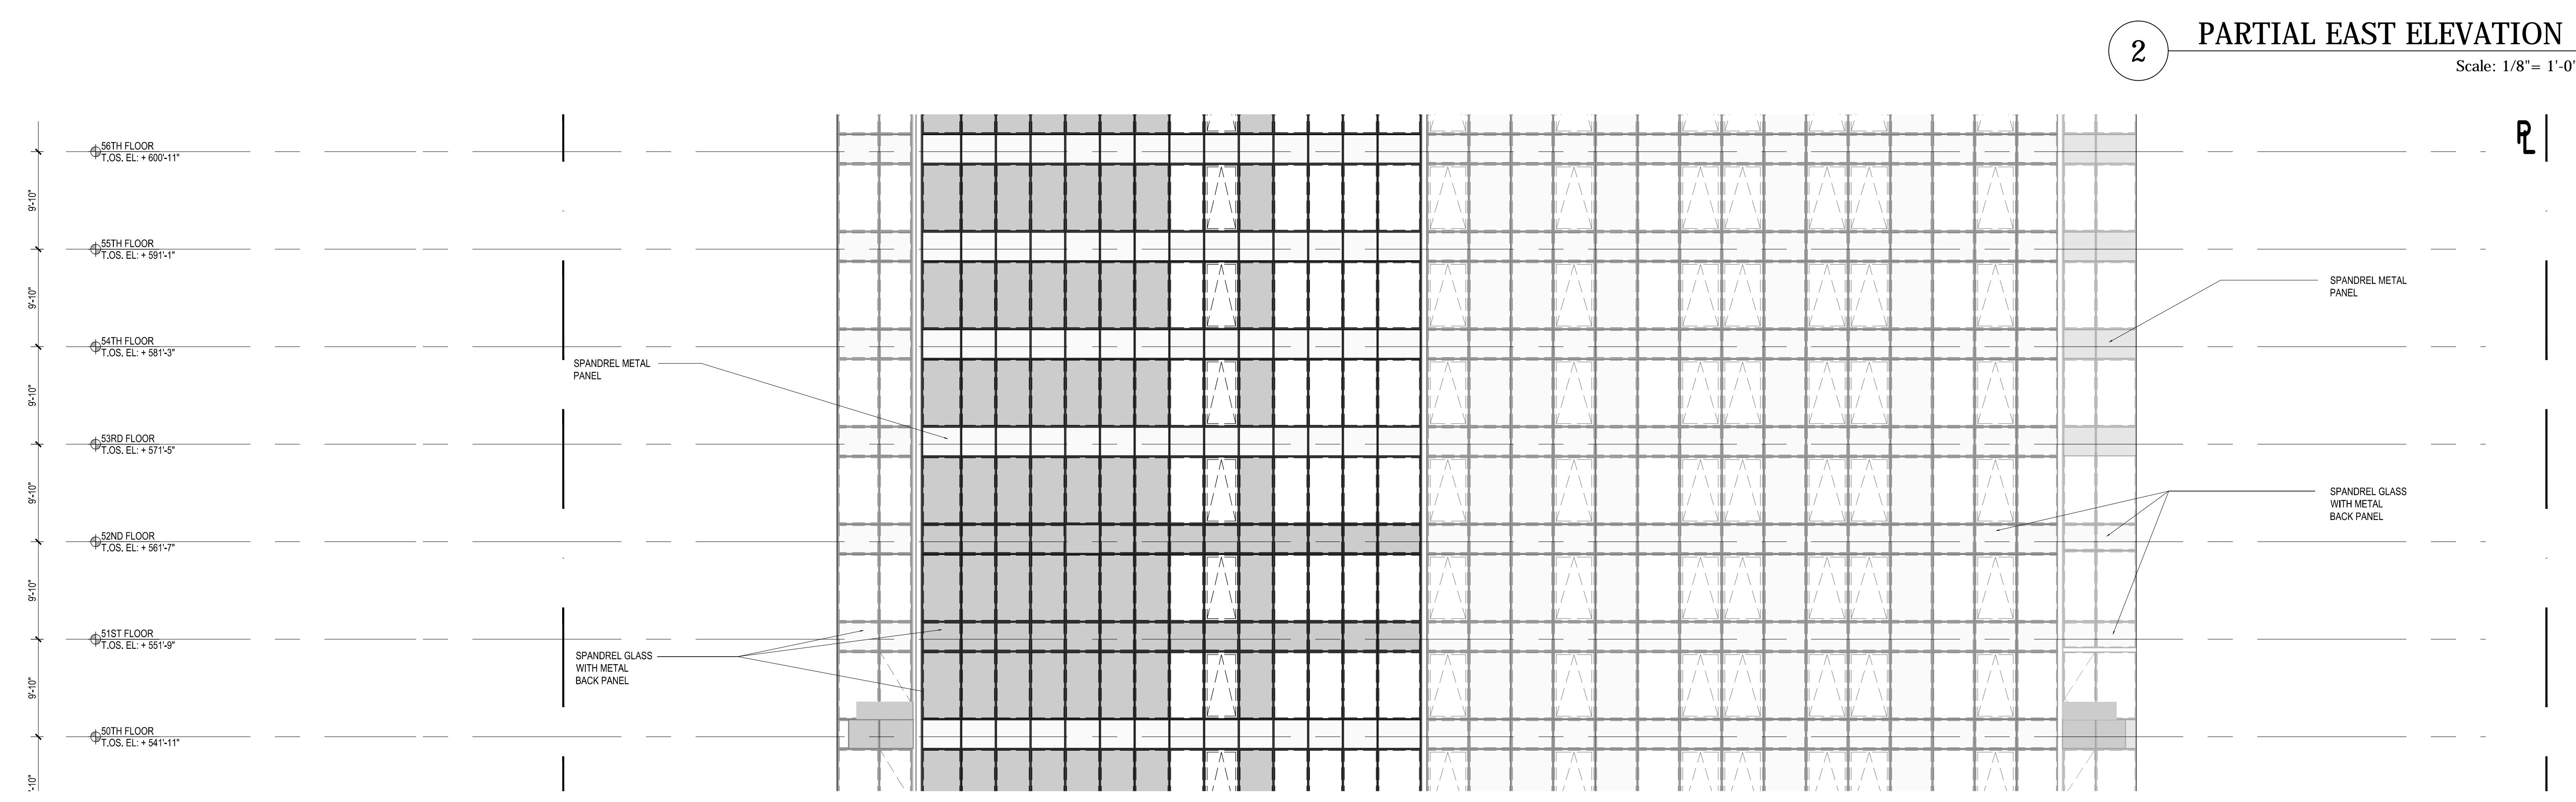 2
PARTIAL EAST ELEVATION
Scale: 1/8"= 1'-0"
PL
56TH FLOOR
T.OS. EL: + 600'-11"
9'-10"
55TH FLOOR
T.OS. EL: + 591'-1"
SPANDREL METAL
PANEL
9'-10"
54TH FLOOR
T.OS. EL: + 581'-3"
SPANDREL METAL
PANEL
9'-10"
53RD FLOOR
T.OS. EL: + 571'-5"
9'-10"
SPANDREL GLASS
WITH METAL
BACK PANEL
52ND FLOOR
T.OS. EL: + 561'-7"
9'-10"
51ST FLOOR
T.OS. EL: + 551'-9"
SPANDREL GLASS
WITH METAL
BACK PANEL
9'-10"
50TH FLOOR
T.OS. EL: + 541'-11"
'-10"